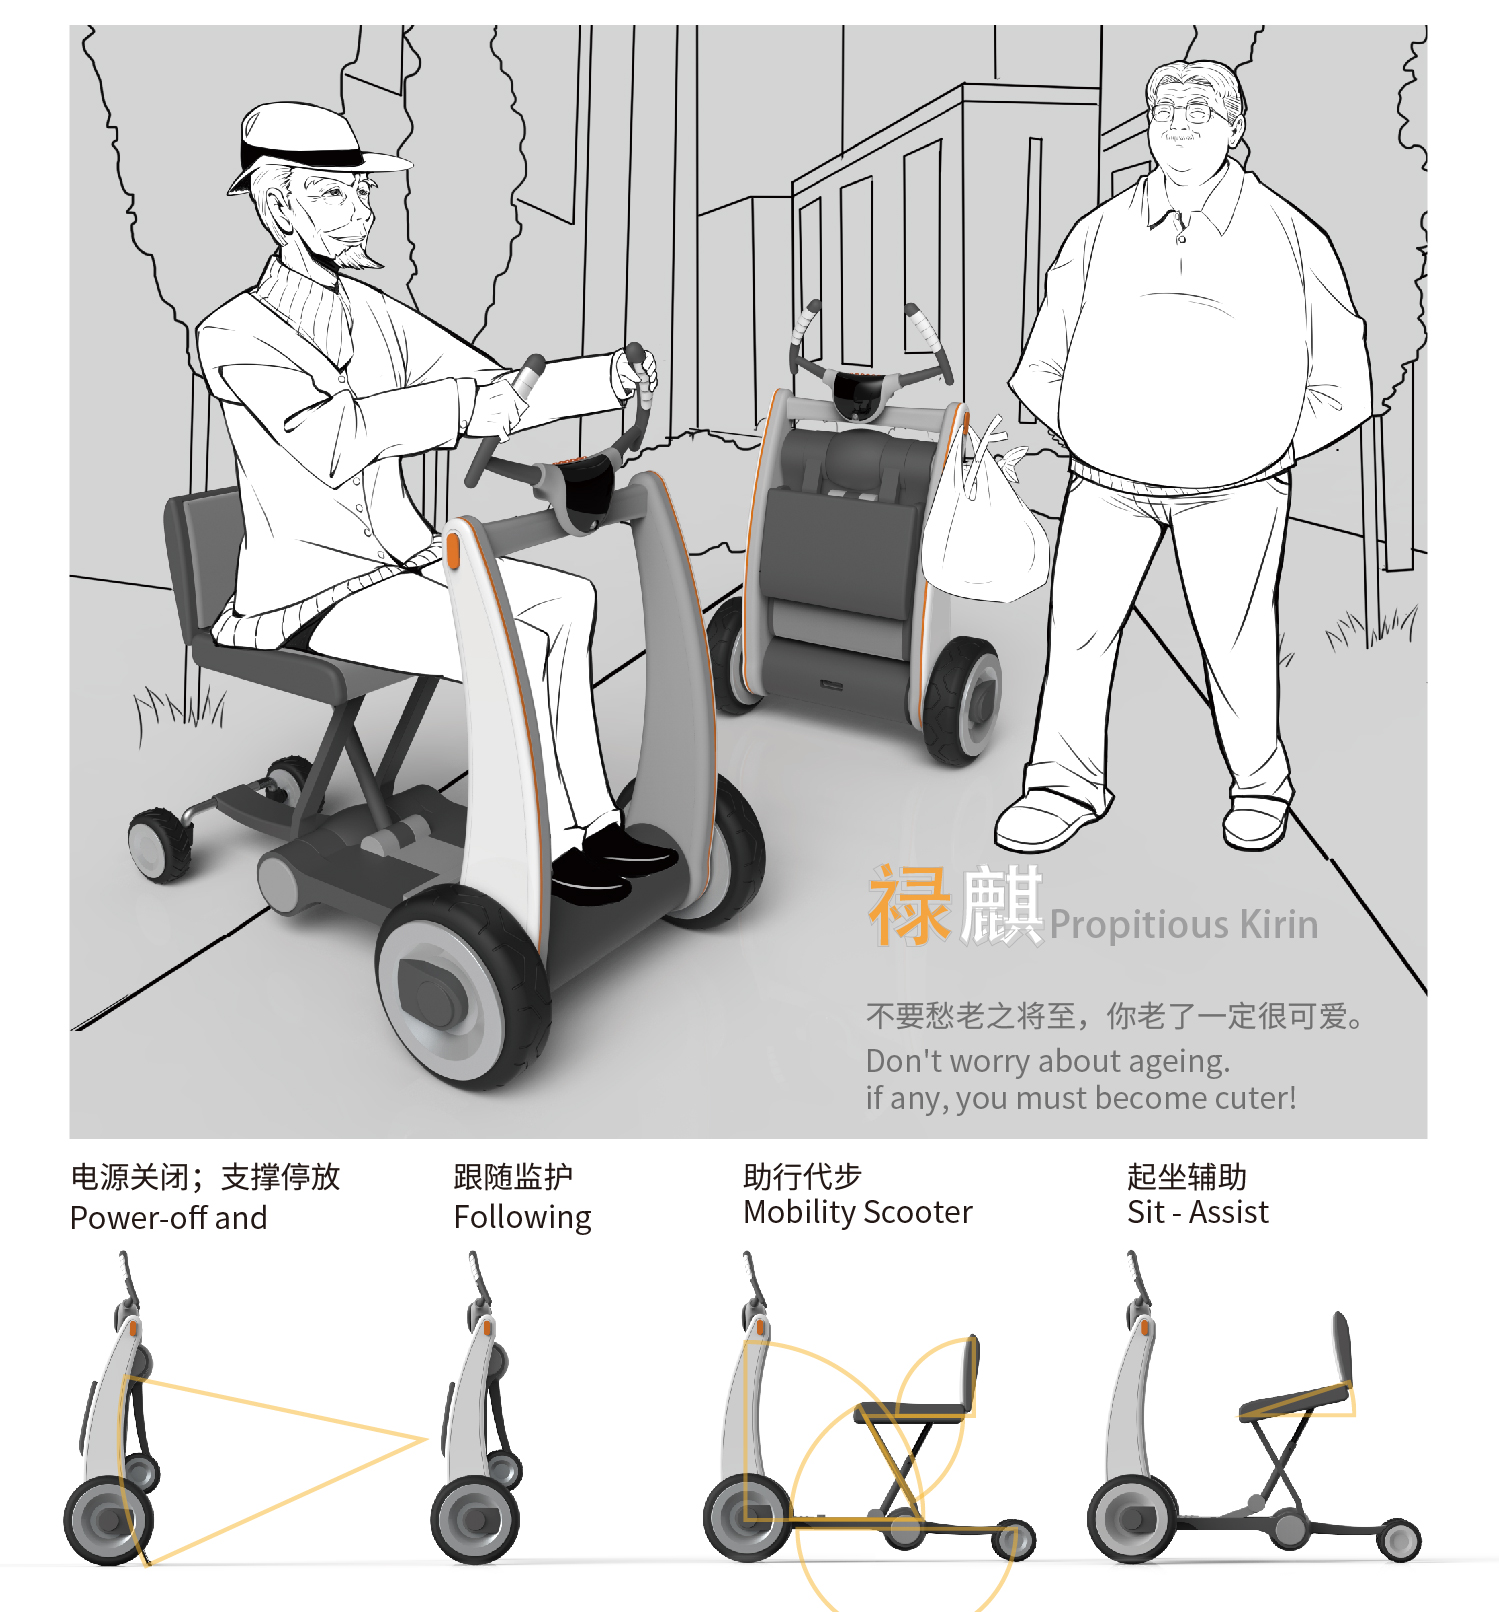 禄麒 Propitious Kirin
不要愁老之将至，你老了一定很可爱。
Don't worry about ageing.
if any, you must become cuter!
电源关闭；支撑停放
Power-off and
跟随监护
Following
助行代步
Mobility Scooter
起坐辅助
Sit - Assist